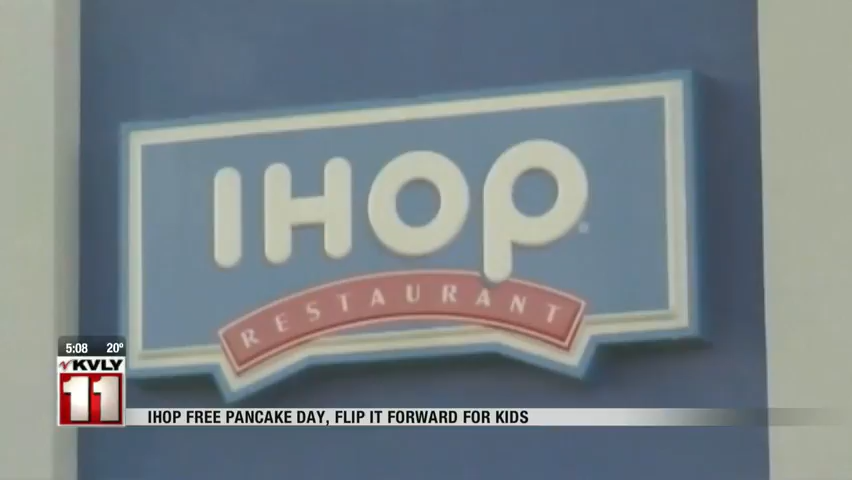 IHOP
RESTAURANT
5:08 20°
KVLY
11
IHOP FREE PANCAKE DAY, FLIP IT FORWARD FOR KIDS